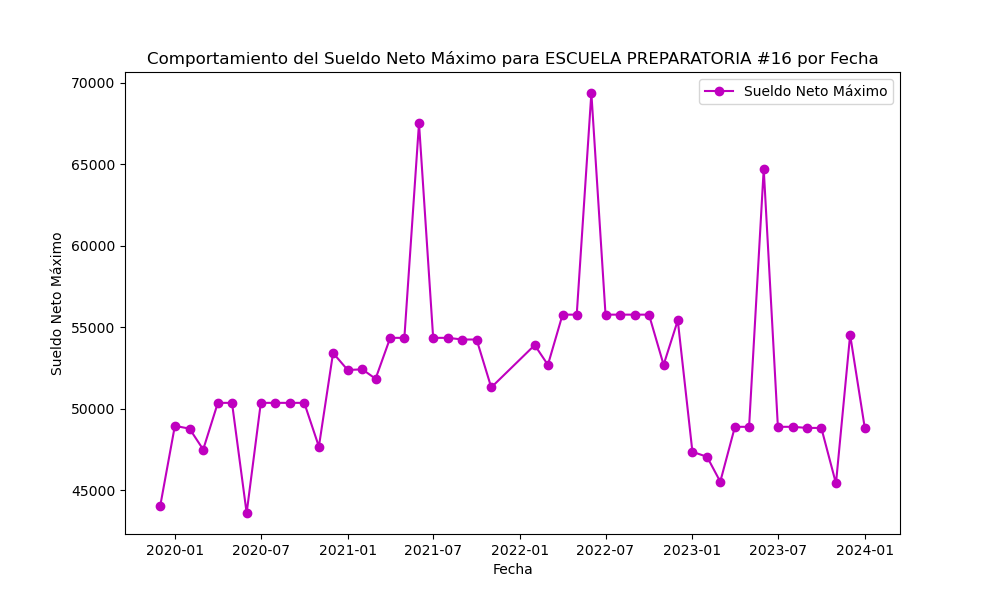 Comportamiento del Sueldo Neto Máximo para ESCUELA PREPARATORIA #16 por Fecha
Sueldo Neto Máximo
70000
65000
60000
55000
50000
45000
Sueldo Neto Máximo
2020-01 2020-07 2021-01 2021-07 2022-01 2022-07 2023-01 2023-07 2024-01
Fecha